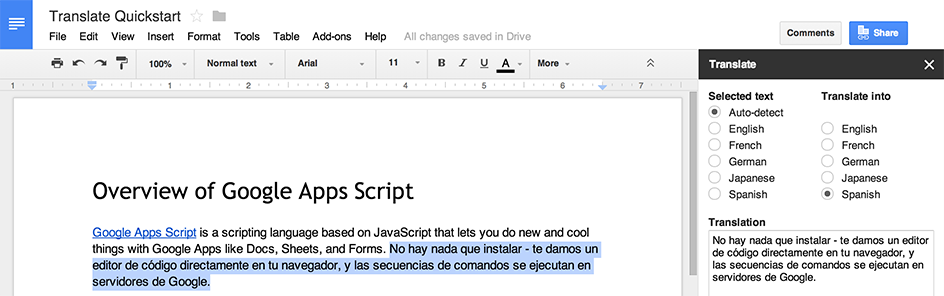 Translate Quickstart
File Edit View Insert Format Tools Table Add-ons Help All changes saved in Drive
Comments
Share
100% Normal text Arial 11 B I U A More
1 1 2 3 4 5 6 7
Overview of Google Apps Script
Google Apps Script is a scripting language based on JavaScript that lets you do new and cool
things with Google Apps like Docs, Sheets, and Forms. No hay nada que instalar - te damos un
editor de código directamente en tu navegador, y las secuencias de comandos se ejecutan en
servidores de Google.
Translate
Selected text Translate into
Auto-detect
English English
French French
German German
Japanese Japanese
Spanish Spanish
Translation
No hay nada que instalar - te damos un editor
de código directamente en tu navegador, y
las secuencias de comandos se ejecutan en
servidores de Google.